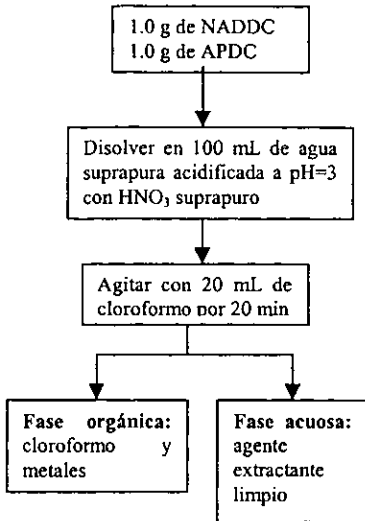 1.0 g de NADDC
1.0 g de APDC
Disolver en 100 mL de agua
suprapura acidificada a pH=3
con HNO₃ suprapuro
Agitar con 20 mL de
cloroformo por 20 min
Fase orgánica:
cloroformo y
metales
Fase acuosa:
agente
extractante
limpio